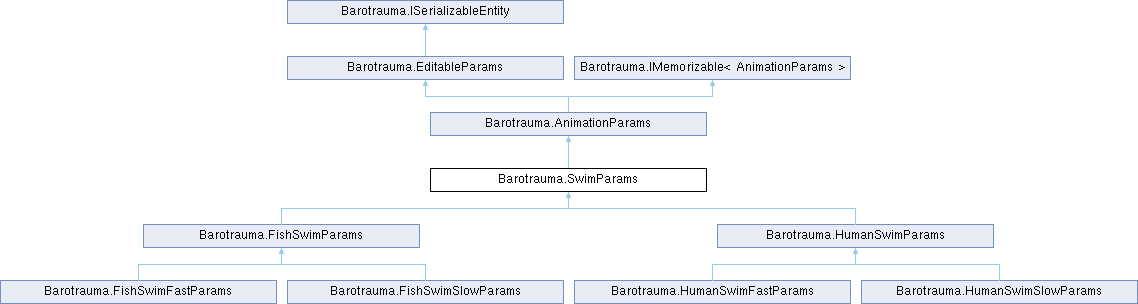 Barotrauma.ISerializableEntity
Barotrauma.EditableParams
Barotrauma.IMemorizable< AnimationParams >
Barotrauma.AnimationParams
Barotrauma.SwimParams
Barotrauma.FishSwimParams
Barotrauma.HumanSwimParams
Barotrauma.FishSwimFastParams
Barotrauma.FishSwimSlowParams
Barotrauma.HumanSwimFastParams
Barotrauma.HumanSwimSlowParams